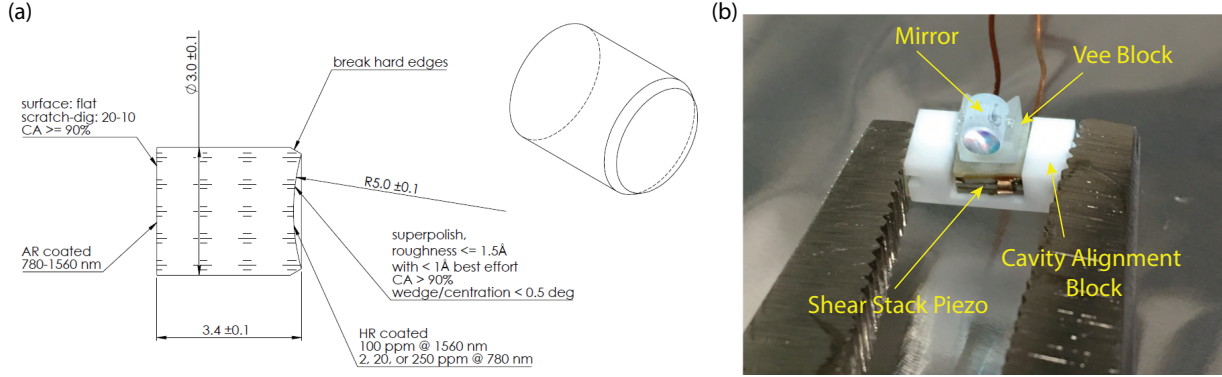 (a)
Ø 3.0 ±0.1
break hard edges
surface: flat
scratch-dig: 20-10
CA >= 90%
R5.0 ±0.1
AR coated
780-1560 nm
superpolish,
roughness <= 1.5Å
with < 1Å best effort
CA > 90%
wedge/centration < 0.5 deg
3.4 ±0.1
HR coated
100 ppm @ 1560 nm
2, 20, or 250 ppm @ 780 nm
(b)
Mirror
Vee Block
Cavity Alignment
Block
Shear Stack Piezo